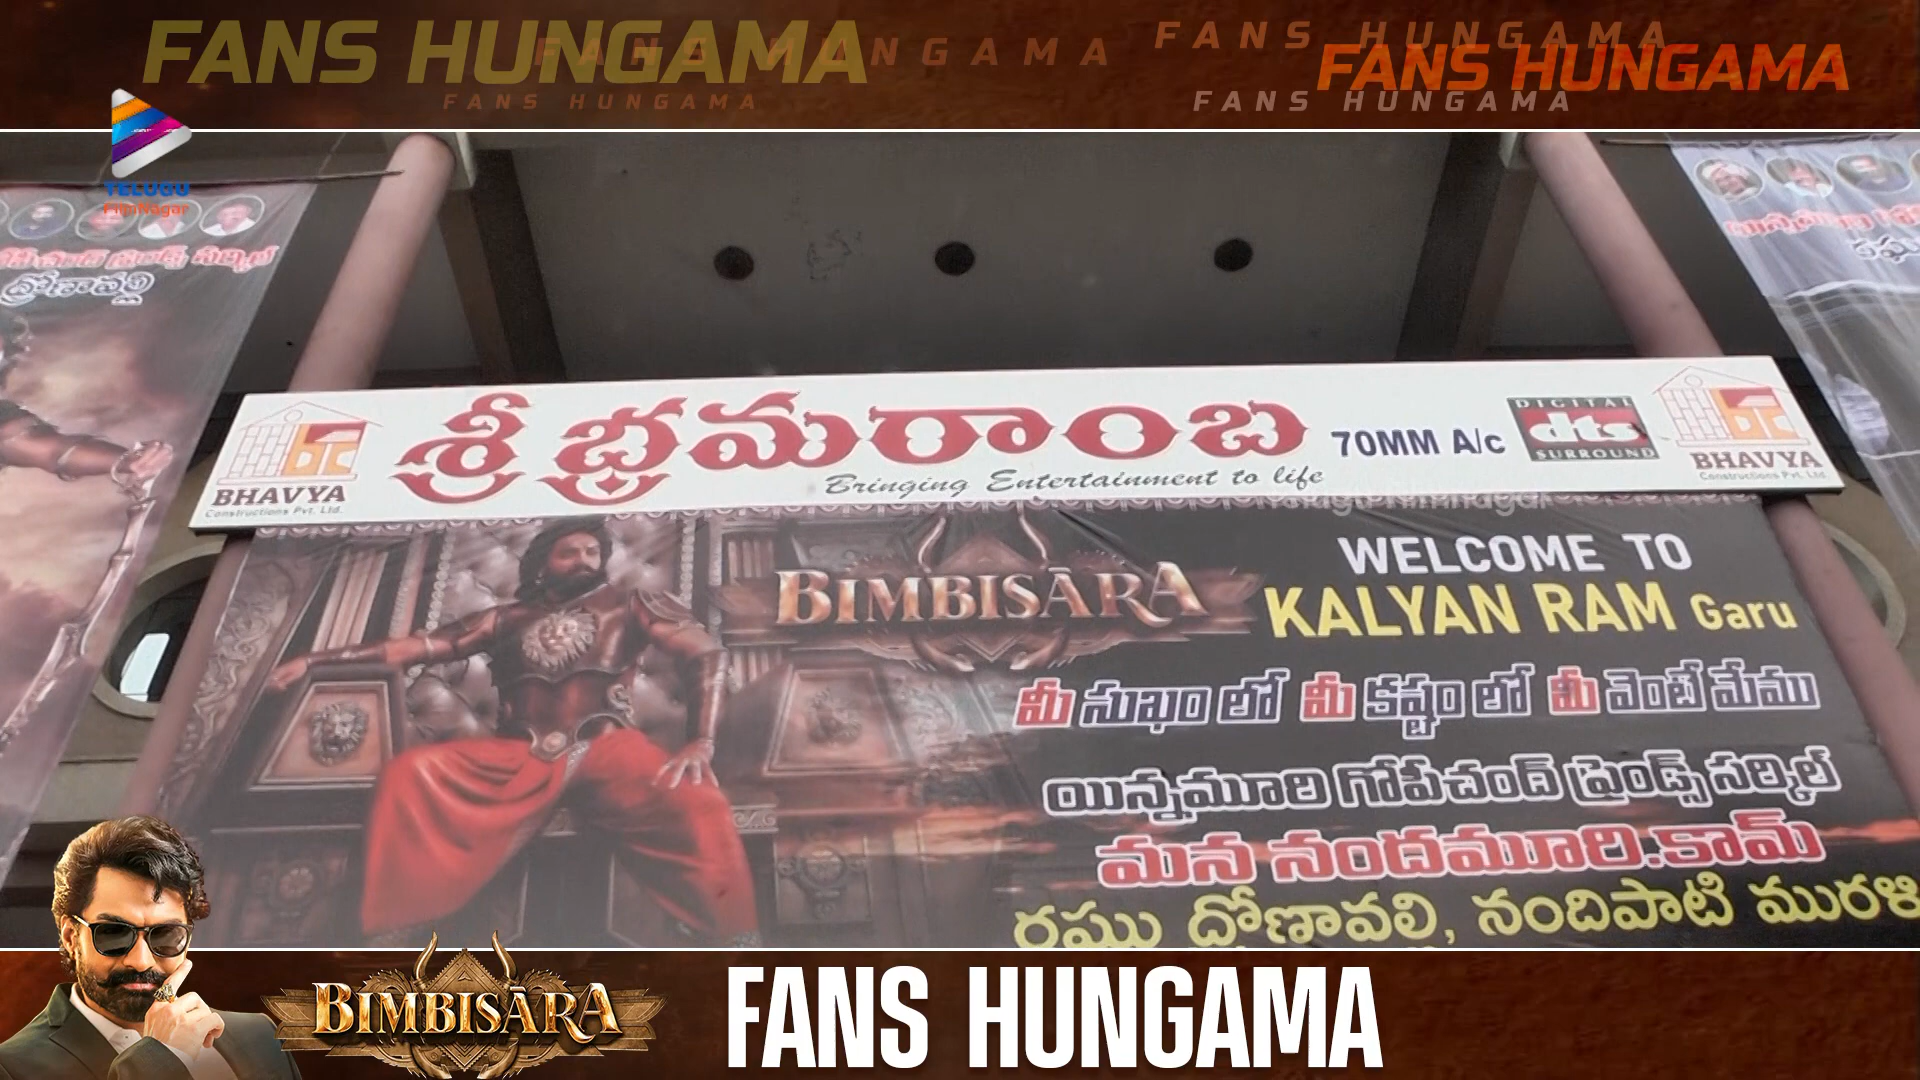 FANS HUNGAMA
FANS HUNGAMA
FANS HUNGAMA
FANS HUNGAMA
FANS HUNGAMA
FANS HUNGAMA
TELUGU
FilmNagar
శ్రీ భ్రమరాంబ
70MM A/c
DIGITAL
dts
SURROUND
BHAVYA
Constructions Pvt. Ltd.
Bringing Entertainment to life
BHAVYA
Constructions Pvt. Ltd.
BIMBISĀRA
WELCOME TO
KALYAN RAM Garu
మీ సుఖం లో మీ కష్టం లో మీ వెంటే మేము
యిన్నమూరి గోపీచంద్ ఫ్రెండ్స్ సర్కిల్
మన నందమూరి.కామ్
రఘు ద్రోణావల్లి, నందిపాటి మురళి
BIMBISĀRA
FANS HUNGAMA